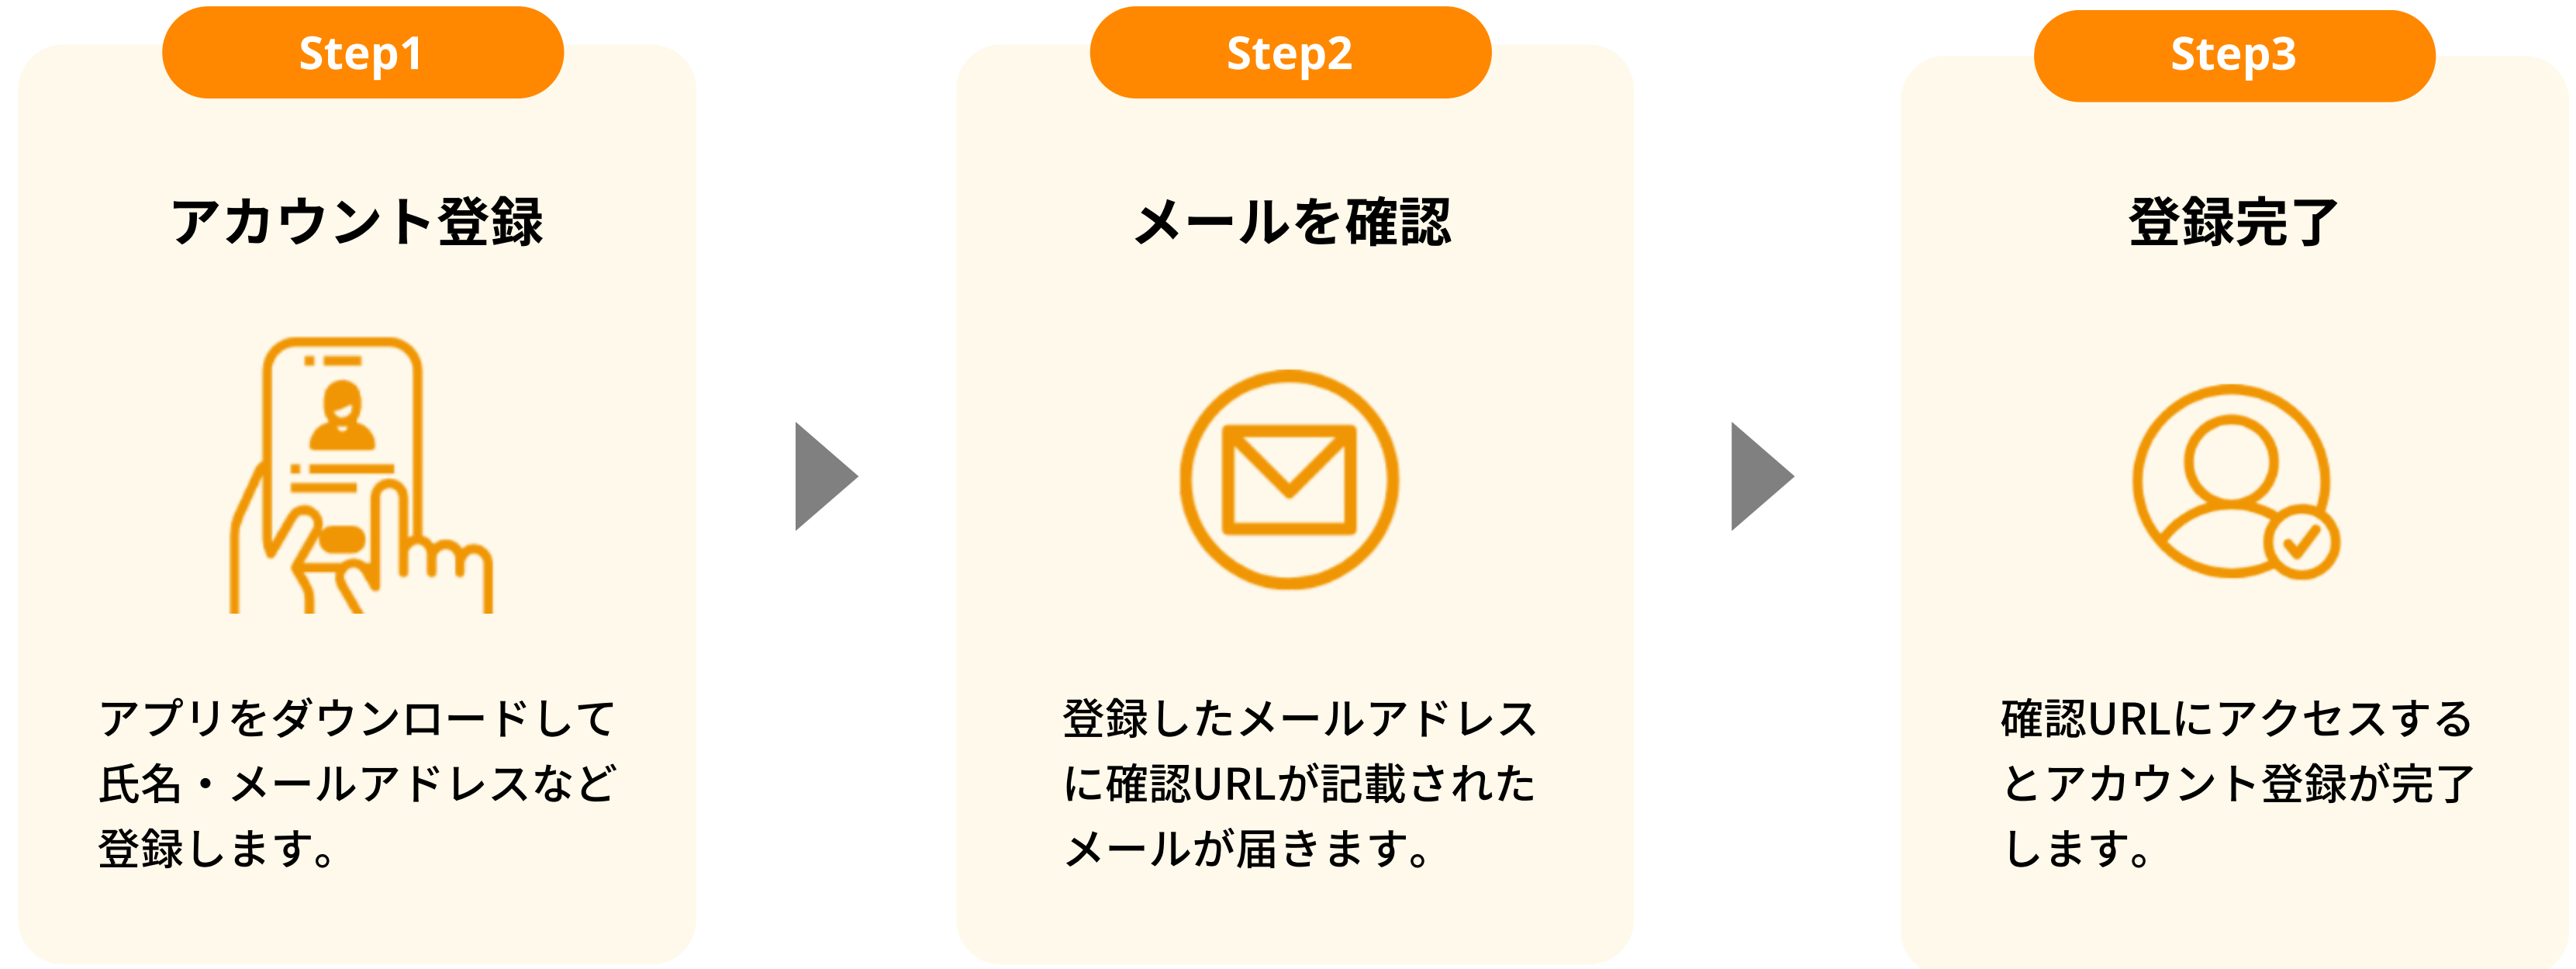 Step1
アカウント登録
アプリをダウンロードして
氏名・メールアドレスなど
登録します。
Step2
メールを確認
登録したメールアドレス
に確認URLが記載された
メールが届きます。
Step3
登録完了
確認URLにアクセスする
とアカウント登録が完了
します。